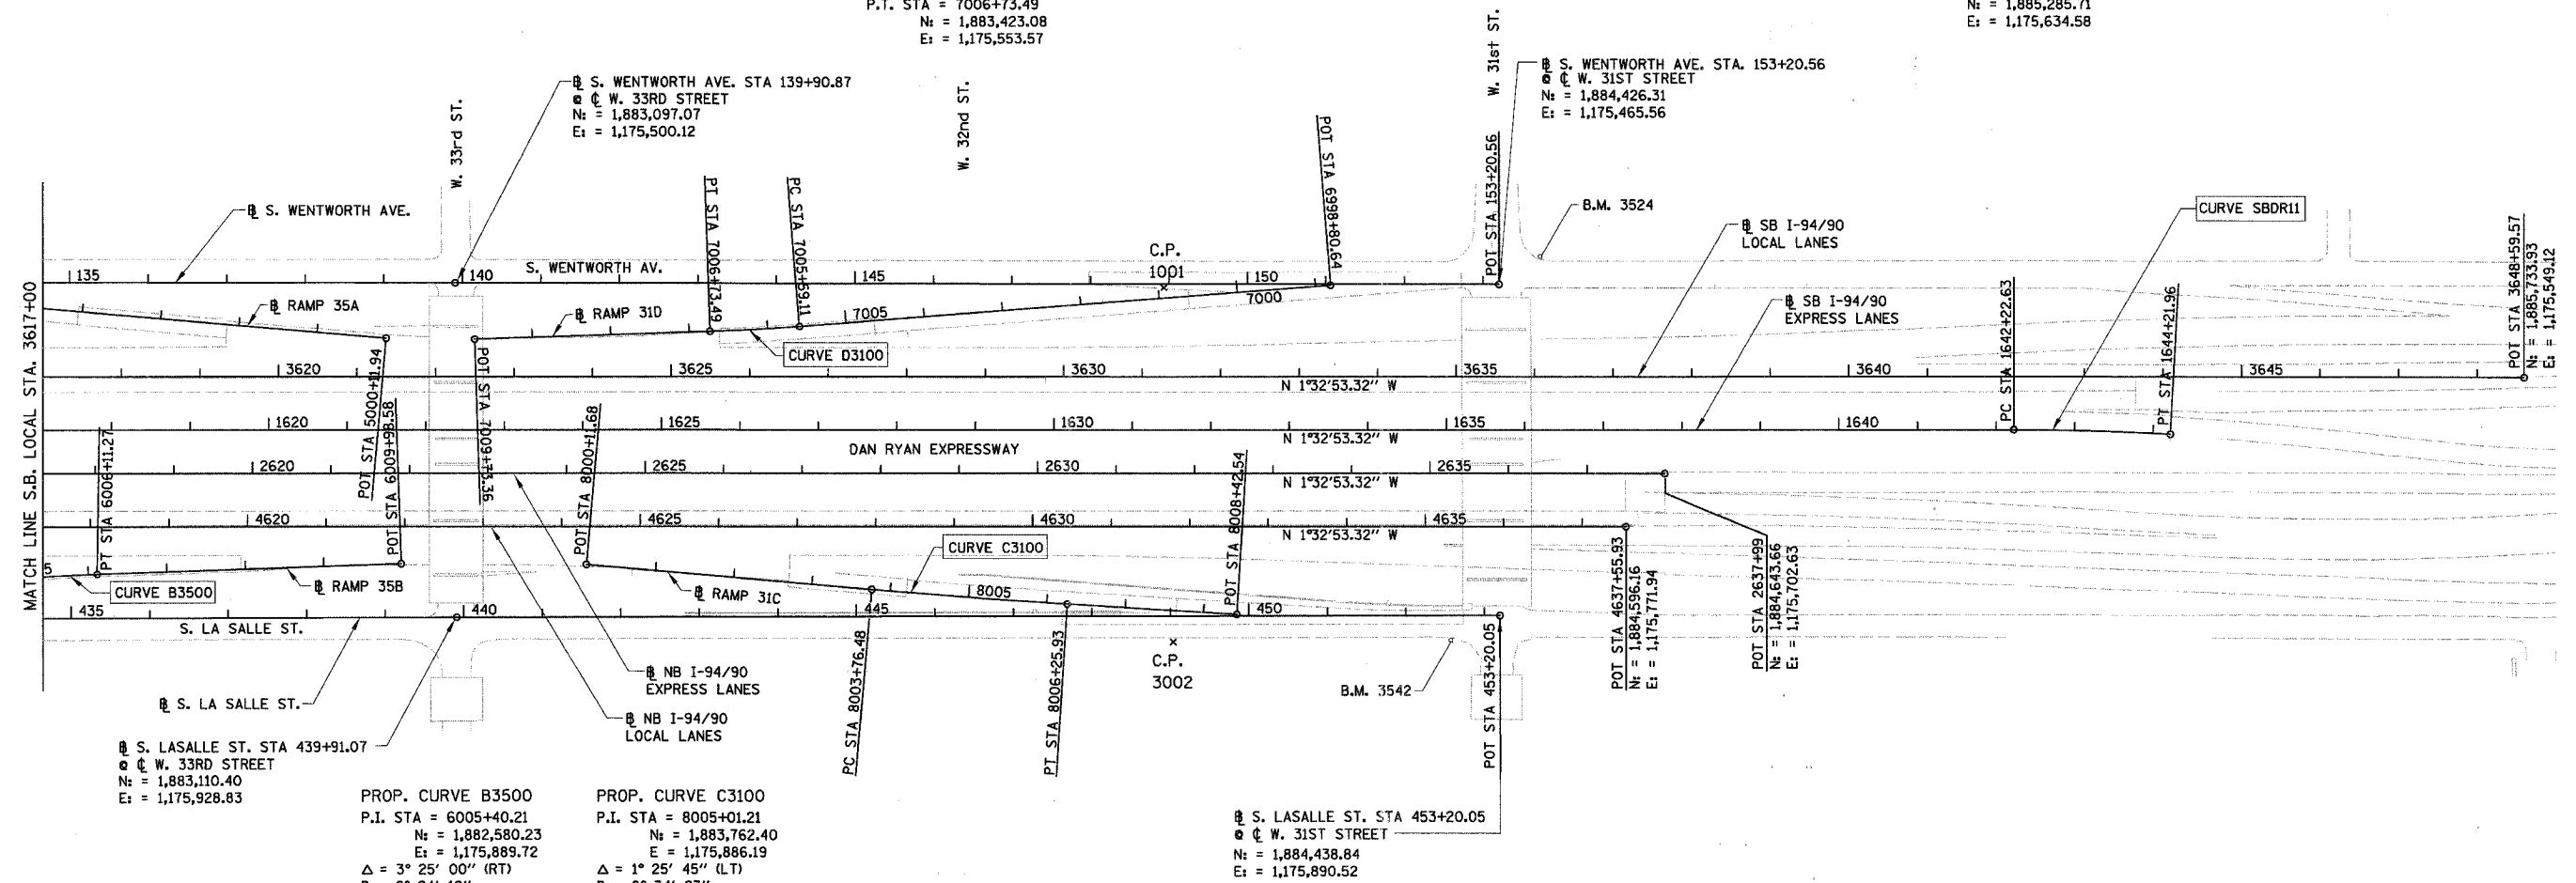 P.T. STA = 7006+73.49
N: = 1,883,423.08
E: = 1,175,553.57
N: = 1,885,285.71
E: = 1,175,634.58
℄ S. WENTWORTH AVE. STA 139+90.87
@ ℄ W. 33RD STREET
N: = 1,883,097.07
E: = 1,175,500.12
W. 33rd ST.
W. 32nd ST.
W. 31st ST.
S. WENTWORTH AVE. STA. 153+20.56
@ ℄ W. 31ST STREET
N: = 1,884,426.31
E: = 1,175,465.56
S. WENTWORTH AVE.
PT STA 7006+73.49
PC STA 7005+59.11
POT STA 6998+80.64
POT STA 153+20.56
B.M. 3524
SB I-94/90
LOCAL LANES
CURVE SBDR11
POT STA 3648+59.57
N: = 1,885,733.93
E: = 1,175,549.12
135
140
S. WENTWORTH AV.
145
C.P.
1001
150
7000
MATCH LINE S.B. LOCAL STA. 3617+00
RAMP 35A
RAMP 31D
7005
CURVE D3100
SB I-94/90
EXPRESS LANES
PC STA 1642+22.63
PT STA 1644+21.96
3620
3625
3630
N 1°32'53.32" W
3635
3640
3645
POT STA 5000+11.94
POT STA 6009+98.58
POT STA 7009+73.36
POT STA 8000+11.68
1620
1625
1630
N 1°32'53.32" W
1635
1640
DAN RYAN EXPRESSWAY
PT STA 6006+11.27
2620
2625
2630
N 1°32'53.32" W
2635
POT STA 8008+42.54
4620
4625
4630
N 1°32'53.32" W
4635
5
CURVE B3500
RAMP 35B
RAMP 31C
CURVE C3100
8005
435
440
445
450
S. LA SALLE ST.
POT STA 4637+55.93
N: = 1,884,596.16
E: = 1,175,771.94
POT STA 2637+99
N: = 1,884,643.66
E: = 1,175,702.63
PC STA 8003+76.48
PT STA 8006+25.93
C.P.
3002
B.M. 3542
POT STA 453+20.05
NB I-94/90
EXPRESS LANES
S. LA SALLE ST.
NB I-94/90
LOCAL LANES
S. LASALLE ST. STA 439+91.07
@ ℄ W. 33RD STREET
N: = 1,883,110.40
E: = 1,175,928.83
PROP. CURVE B3500
P.I. STA = 6005+40.21
N: = 1,882,580.23
E: = 1,175,889.72
Δ = 3° 25' 00" (RT)
PROP. CURVE C3100
P.I. STA = 8005+01.21
N: = 1,883,762.40
E = 1,175,886.19
Δ = 1° 25' 45" (LT)
S. LASALLE ST. STA 453+20.05
@ ℄ W. 31ST STREET
N: = 1,884,438.84
E: = 1,175,890.52